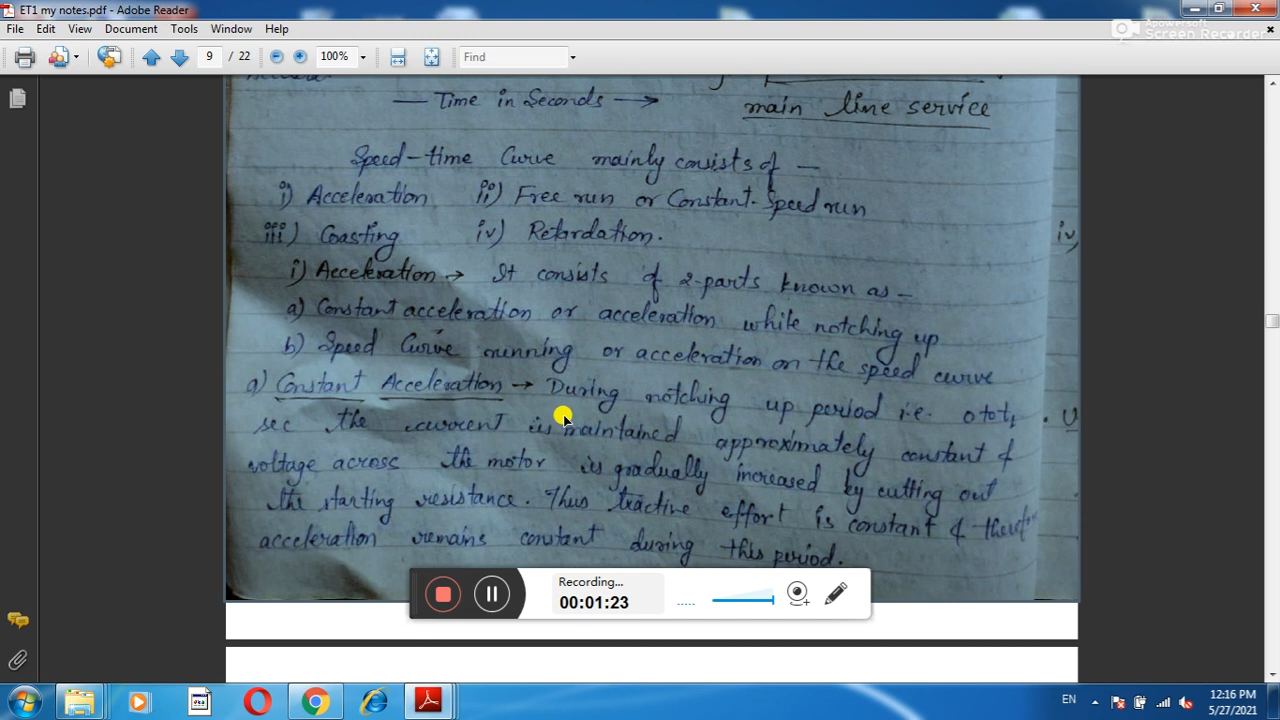 ET1 my notes.pdf - Adobe Reader
File Edit View Document Tools Window Help
Apowersoft
Screen Recorder
9 / 22 100% Find
— Time in Seconds →
main line service
Speed-time Curve mainly consists of —
i) Acceleration ii) Free run or Constant-Speed run
iii) Coasting iv) Retardation.
iv)
i) Acceleration → It consists of 2-parts known as –
a) Constant acceleration or acceleration while notching up
b) Speed Curve running or acceleration on the speed curve
a) Constant Acceleration → During notching up period i.e. 0 to t1
sec the current is maintained approximately constant &
voltage across the motor is gradually increased by cutting out
the starting resistance. Thus tractive effort is constant & therefore
acceleration remains constant during this period.
Recording...
00:01:23
EN
12:16 PM
5/27/2021